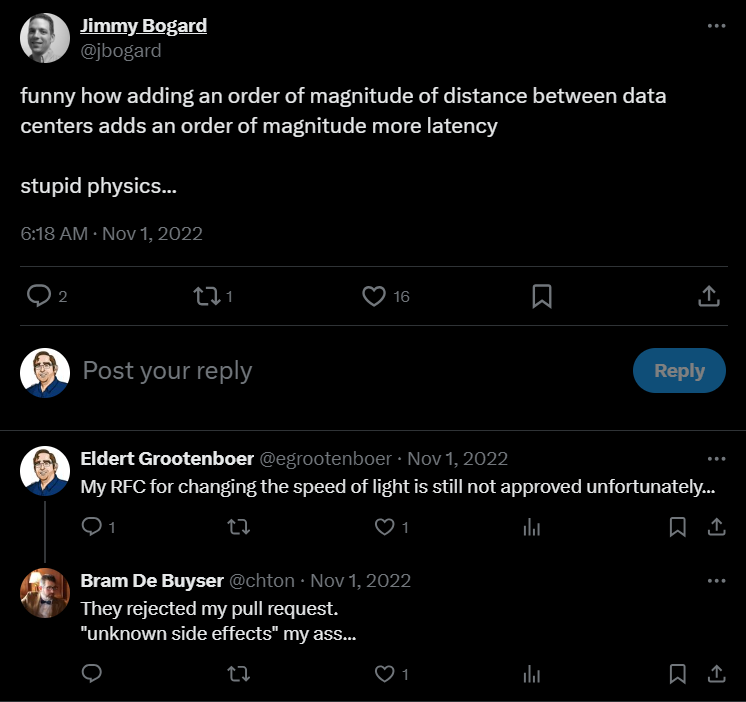 Jimmy Bogard
@jbogard
funny how adding an order of magnitude of distance between data
centers adds an order of magnitude more latency
stupid physics...
6:18 AM · Nov 1, 2022
2 1 16
Post your reply
Reply
Eldert Grootenboer @egrootenboer · Nov 1, 2022
My RFC for changing the speed of light is still not approved unfortunately...
1 1
Bram De Buyser @chton · Nov 1, 2022
They rejected my pull request.
"unknown side effects" my ass...
1